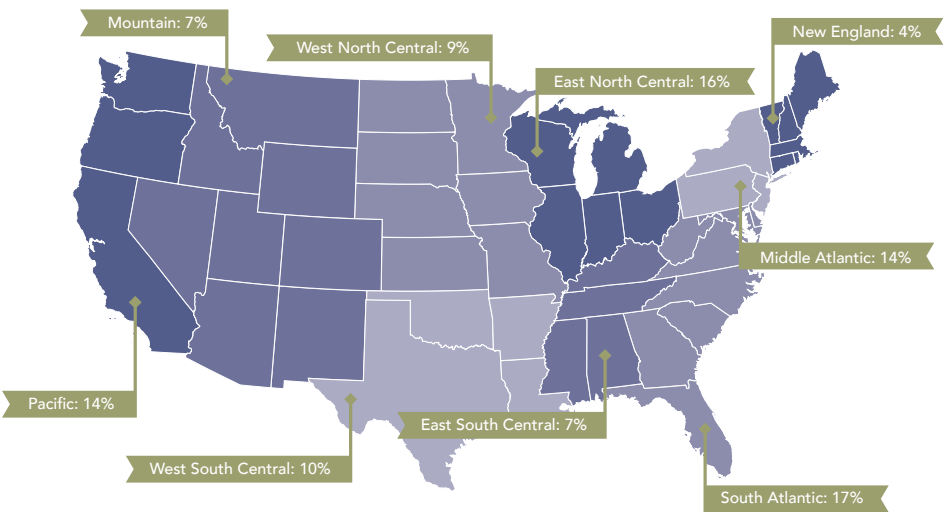 Mountain: 7%
New England: 4%
West North Central: 9%
East North Central: 16%
Middle Atlantic: 14%
Pacific: 14%
East South Central: 7%
West South Central: 10%
South Atlantic: 17%